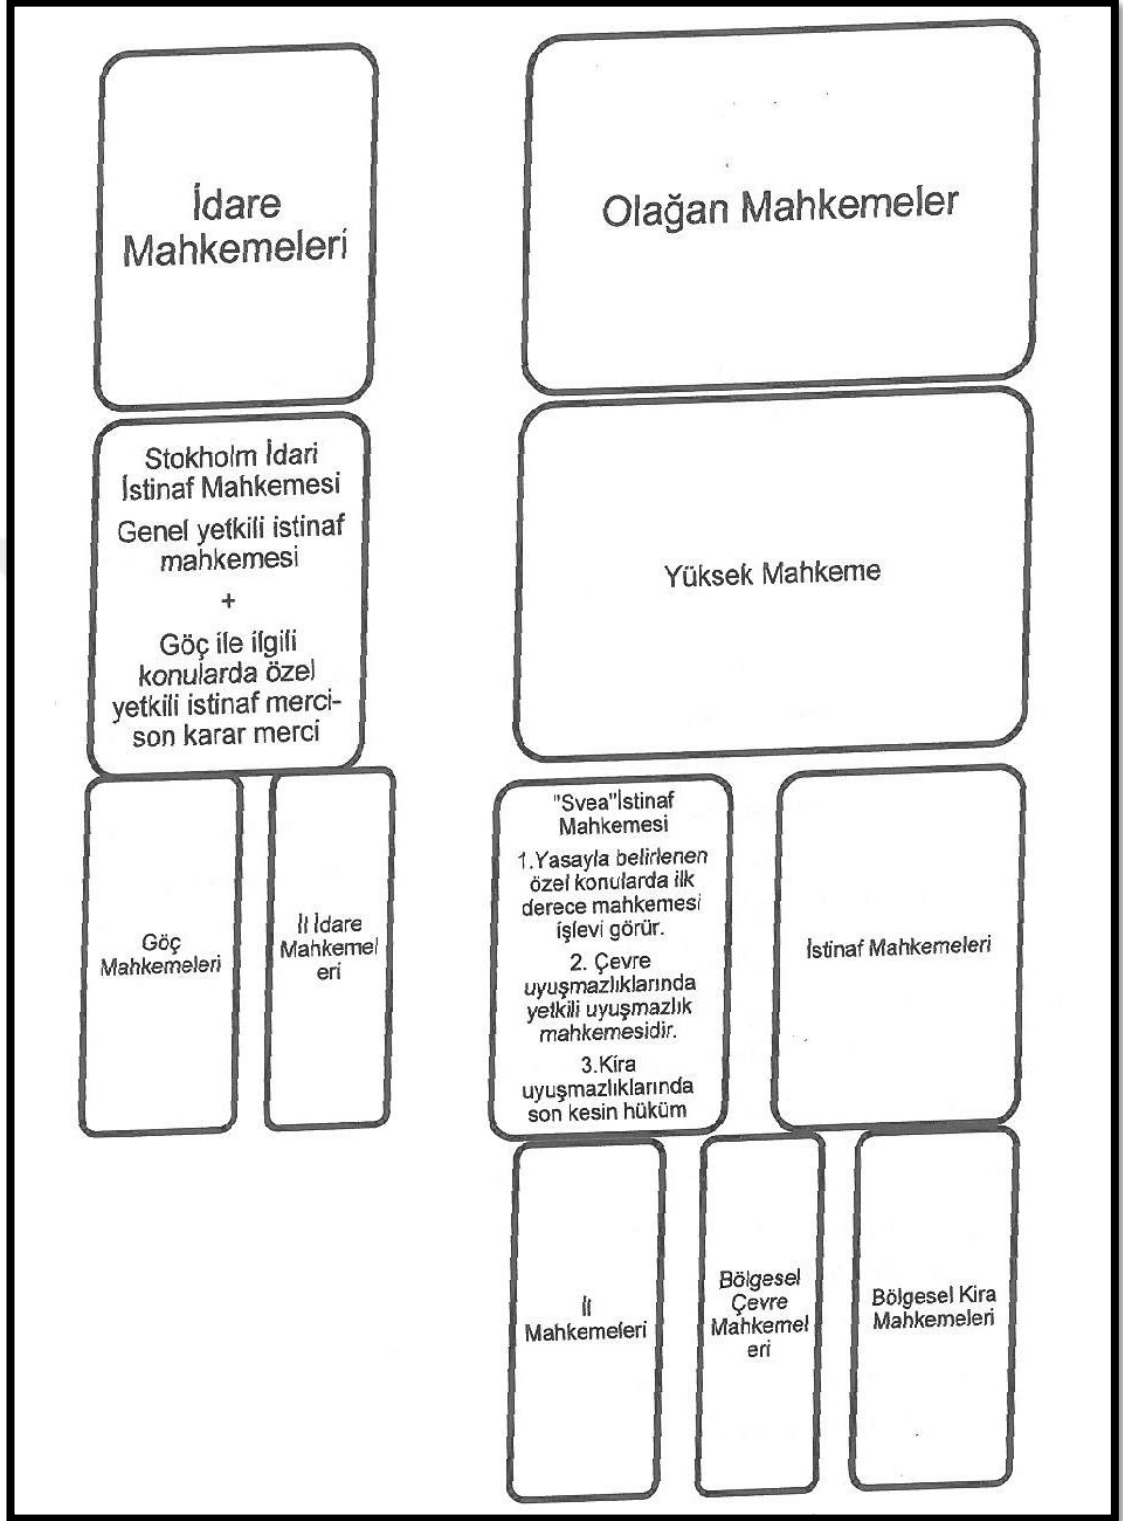 İdare
Mahkemeleri
Stokholm İdari
İstinaf Mahkemesi
Genel yetkili istinaf
mahkemesi
+
Göç ile ilgili
konularda özel
yetkili istinaf merci-
son karar merci
Göç
Mahkemeleri
İl İdare
Mahkemel
eri
Olağan Mahkemeler
Yüksek Mahkeme
"Svea"İstinaf
Mahkemesi
1.Yasayla belirlenen
özel konularda ilk
derece mahkemesi
işlevi görür.
2. Çevre
uyuşmazlıklarında
yetkili uyuşmazlık
mahkemesidir.
3.Kira
uyuşmazlıklarında
son kesin hüküm
İstinaf Mahkemeleri
İl
Mahkemeleri
Bölgesel
Çevre
Mahkemel
eri
Bölgesel Kira
Mahkemeleri